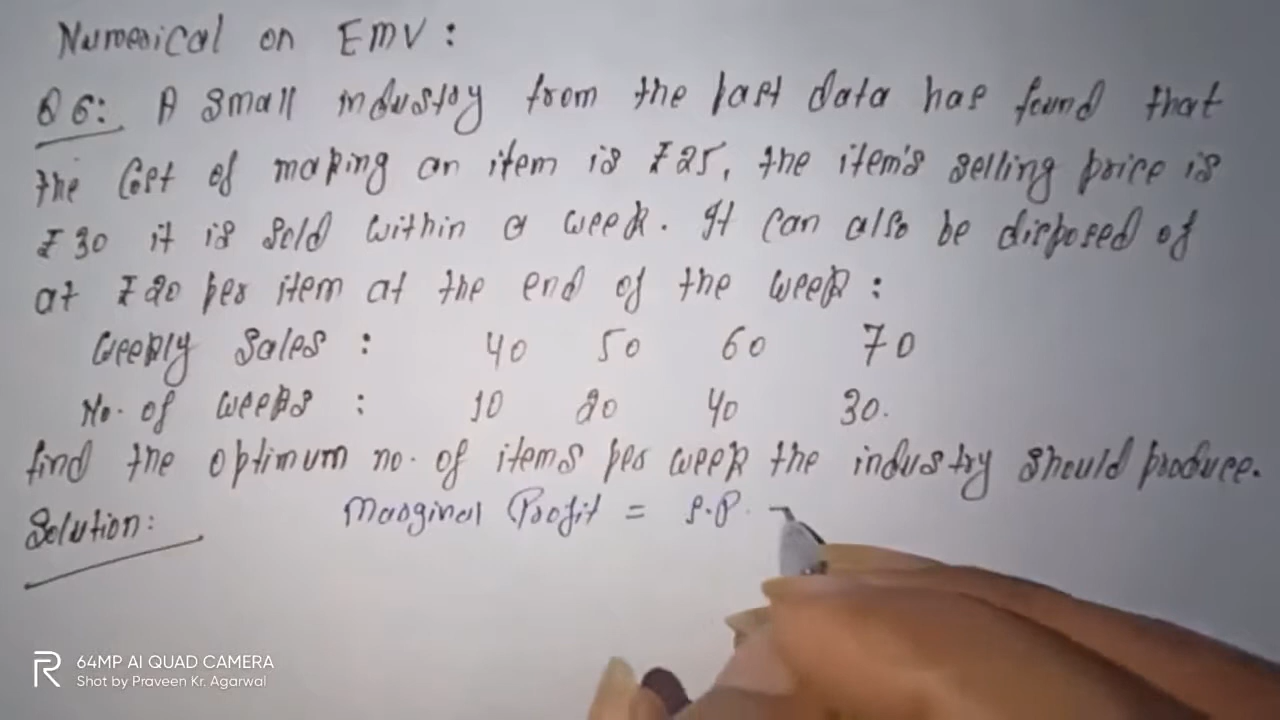 Numerical on EMV :
Q6: A small industry from the past data has found that
the cost of making an item is ₹25, the item's selling price is
₹30 it is sold within a week. It can also be disposed of
at ₹20 per item at the end of the week :
Weekly sales : 40 50 60 70
No. of weeks : 10 20 40 30.
find the optimum no. of items per week the industry should produce.
Solution: Marginal Profit = S.P. -
64MP AI QUAD CAMERA
Shot by Praveen Kr. Agarwal